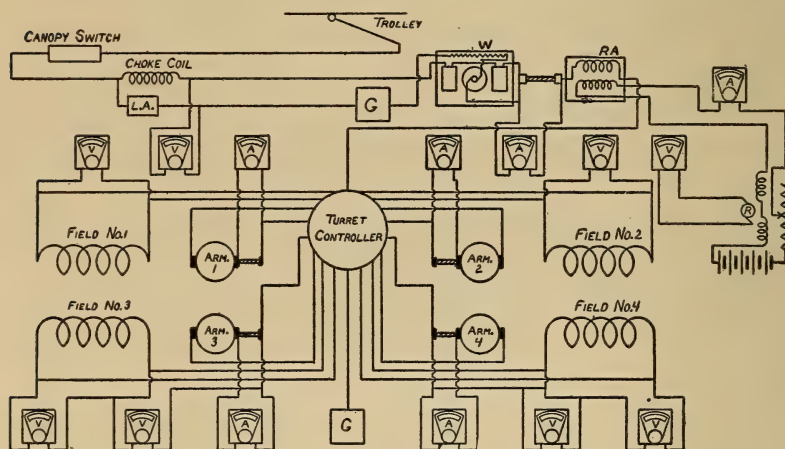 TROLLEY
CANOPY SWITCH
CHOKE COIL
L.A.
G
W
RA
A
V
V
A
A
A
V
V
R
FIELD NO.1
ARM. 1
TURRET CONTROLLER
ARM. 2
FIELD NO.2
FIELD NO.3
ARM. 3
ARM. 4
FIELD NO.4
V
V
A
G
A
V
V